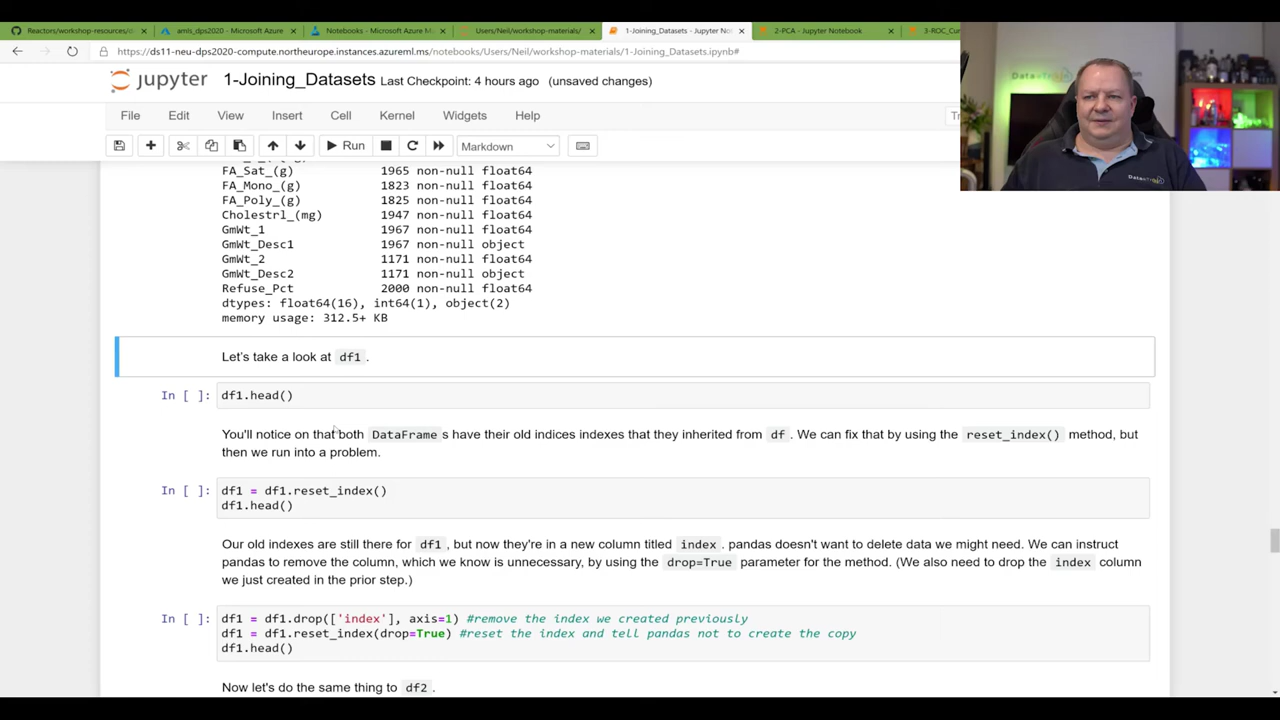 Reactors/workshop-resources/
amls_dps2020 - Microsoft Azure
Notebooks - Microsoft Azure M
Users/Neil/workshop-materials/
1-Joining_Datasets - Jupyter No
2-PCA - Jupyter Notebook
3-ROC_Cu
https://ds11-neu-dps2020-compute.northeurope.instances.azureml.ms/notebooks/Users/Neil/workshop-materials/1-Joining_Datasets.ipynb#
jupyter 1-Joining_Datasets Last Checkpoint: 4 hours ago (unsaved changes)
File Edit View Insert Cell Kernel Widgets Help
Run Markdown
FA_Sat_(g) 1965 non-null float64
FA_Mono_(g) 1823 non-null float64
FA_Poly_(g) 1825 non-null float64
Cholestrl_(mg) 1947 non-null float64
GmWt_1 1967 non-null float64
GmWt_Desc1 1967 non-null object
GmWt_2 1171 non-null float64
GmWt_Desc2 1171 non-null object
Refuse_Pct 2000 non-null float64
dtypes: float64(16), int64(1), object(2)
memory usage: 312.5+ KB
Let's take a look at df1 .
In [ ]: df1.head()
You'll notice on that both DataFrame s have their old indices indexes that they inherited from df . We can fix that by using the reset_index() method, but
then we run into a problem.
In [ ]: df1 = df1.reset_index()
df1.head()
Our old indexes are still there for df1 , but now they're in a new column titled index . pandas doesn't want to delete data we might need. We can instruct
pandas to remove the column, which we know is unnecessary, by using the drop=True parameter for the method. (We also need to drop the index column
we just created in the prior step.)
In [ ]: df1 = df1.drop(['index'], axis=1) #remove the index we created previously
df1 = df1.reset_index(drop=True) #reset the index and tell pandas not to create the copy
df1.head()
Now let's do the same thing to df2 .